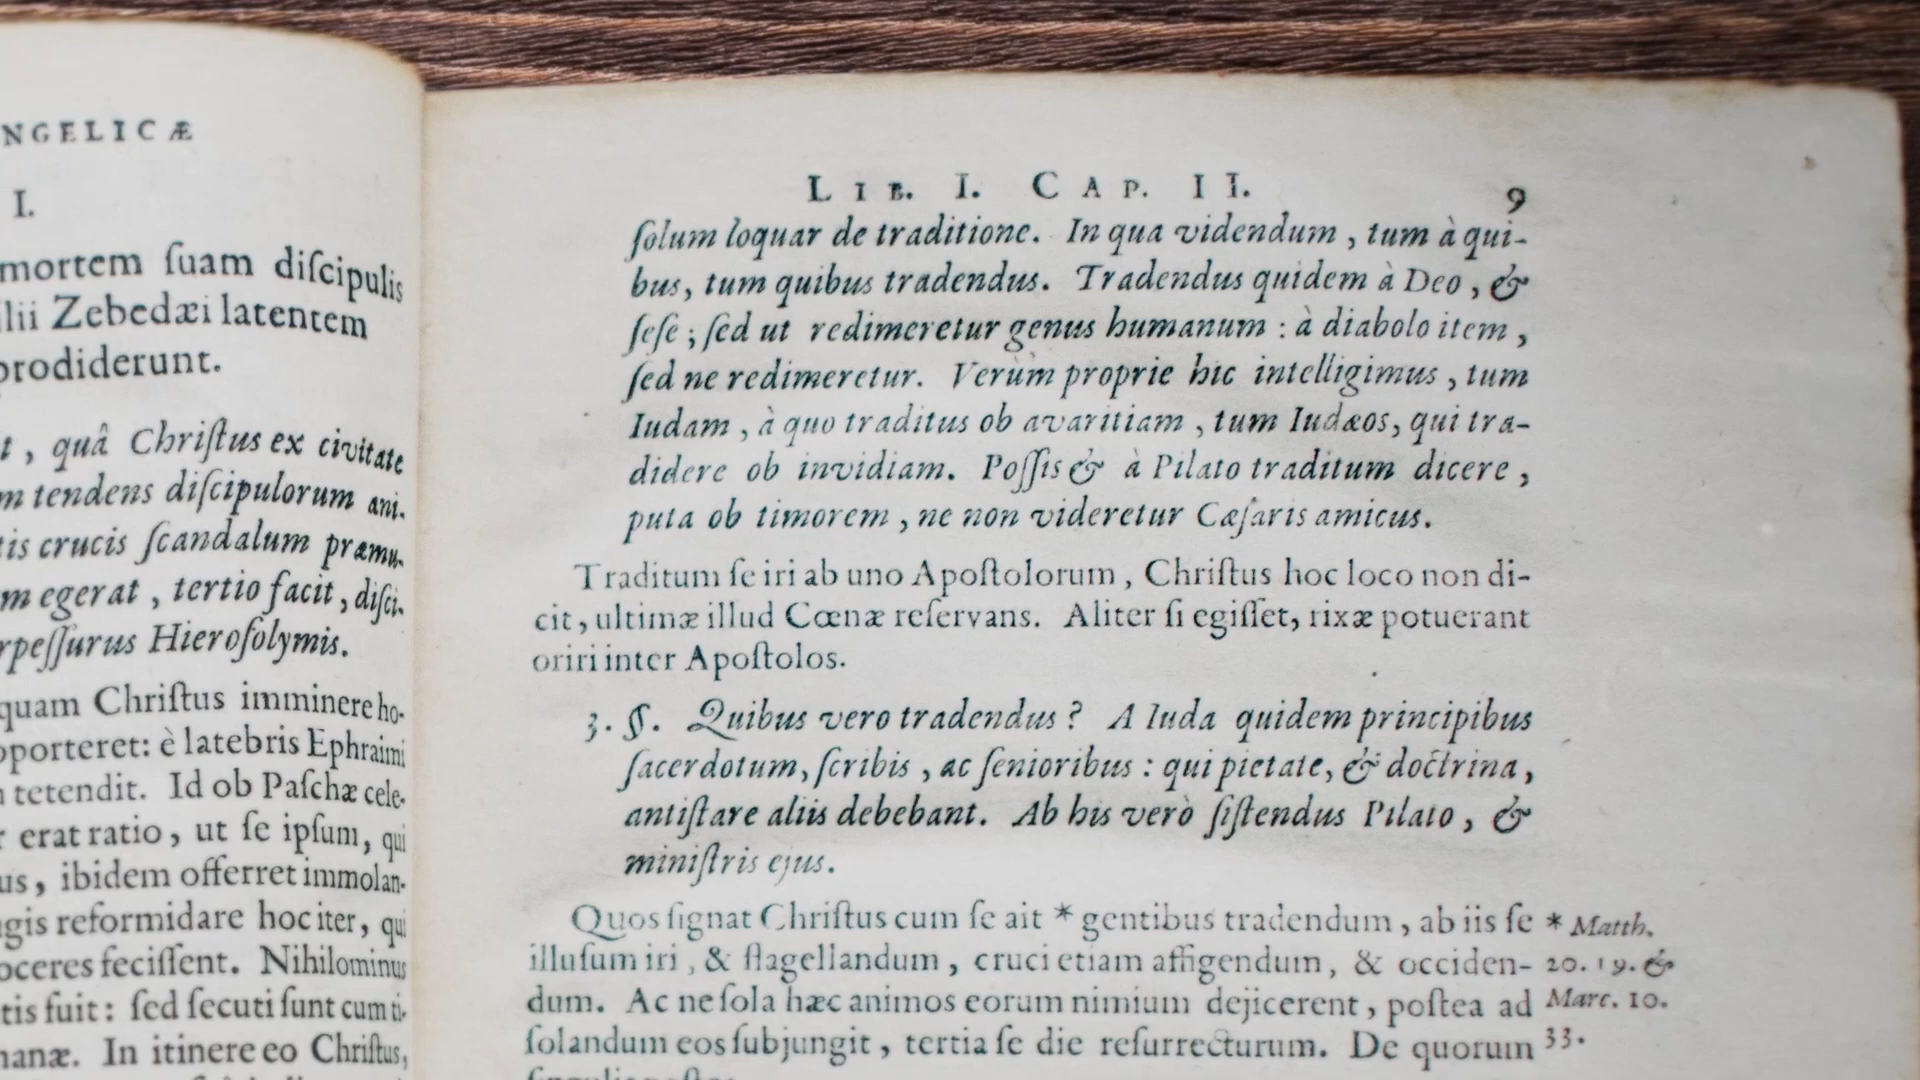 NGELICÆ
I.
mortem ſuam diſcipulis
lii Zebedæi latentem
prodiderunt.
t, quâ Chriſtus ex civitate
m tendens diſcipulorum ani-
tis crucis ſcandalum præmu-
m egerat, tertio facit, diſci-
rpeſſurus Hieroſolymis.
quam Chriſtus imminere ho-
oporteret: è latebris Ephraimi
tetendit. Id ob Paſchæ cele-
r erat ratio, ut ſe ipſum, qui
us, ibidem offerret immolan-
gis reformidare hoc iter, qui
oceres feciſſent. Nihilominus
tis fuit: ſed ſecuti ſunt cum ti-
nanæ. In itinere eo Chriſtus,
LIB. I. CAP. II. 9
ſolum loquar de traditione. In qua videndum, tum à qui-
bus, tum quibus tradendus. Tradendus quidem à Deo, &
ſeſe; ſed ut redimeretur genus humanum: à diabolo item,
ſed ne redimeretur. Verùm proprie hic intelligimus, tum
Iudam, à quo traditus ob avaritiam, tum Iudæos, qui tra-
didere ob invidiam. Poſſis & à Pilato traditum dicere,
puta ob timorem, ne non videretur Cæſaris amicus.
Traditum ſe iri ab uno Apoſtolorum, Chriſtus hoc loco non di-
cit, ultimæ illud Cœnæ reſervans. Aliter ſi egiſſet, rixæ potuerant
oriri inter Apoſtolos.
3. §. Quibus vero tradendus? A Iuda quidem principibus
ſacerdotum, ſcribis, ac ſenioribus: qui pietate, & doctrina,
antiſtare aliis debebant. Ab his verò ſiſtendus Pilato, &
miniſtris ejus.
Quos ſignat Chriſtus cum ſe ait * gentibus tradendum, ab iis ſe
illuſum iri, & flagellandum, cruci etiam affigendum, & occiden-
dum. Ac ne ſola hæc animos eorum nimium dejicerent, poſtea ad
ſolandum eos ſubjungit, tertia ſe die reſurrecturum. De quorum
* Matth.
20. 19. &
Marc. 10.
33.